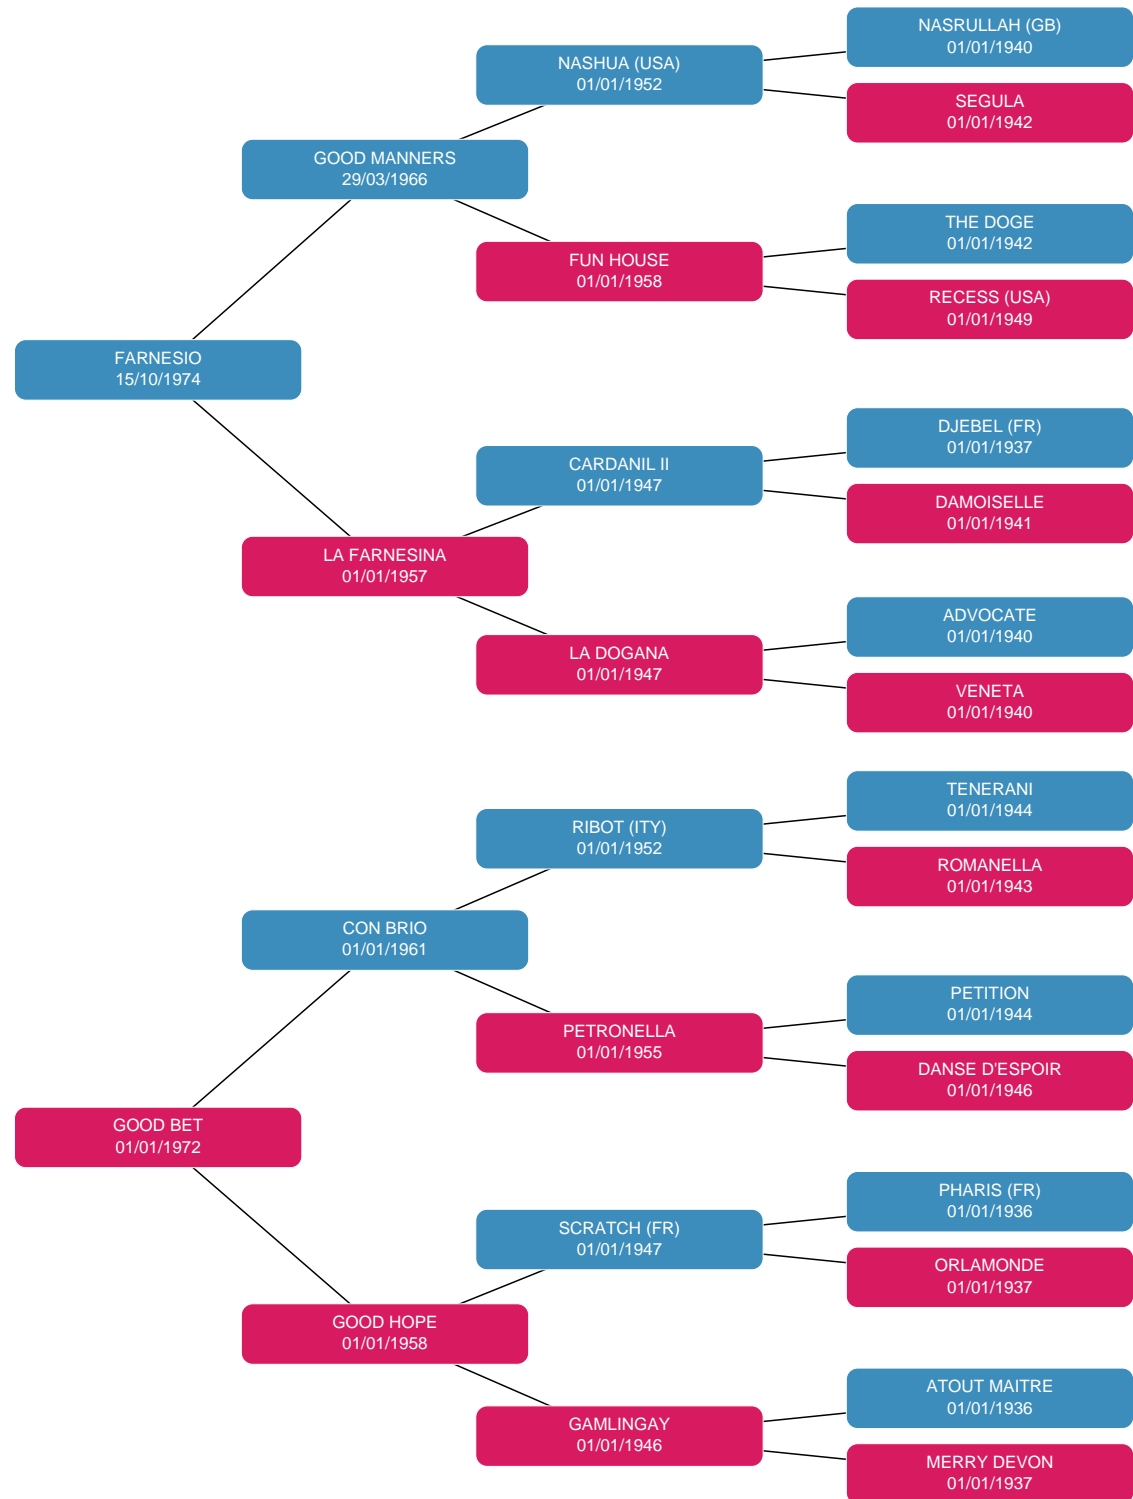 NASRULLAH (GB)
01/01/1940
NASHUA (USA)
01/01/1952
SEGULA
01/01/1942
GOOD MANNERS
29/03/1966
THE DOGE
01/01/1942
FUN HOUSE
01/01/1958
RECESS (USA)
01/01/1949
FARNESIO
15/10/1974
DJEBEL (FR)
01/01/1937
CARDANIL II
01/01/1947
DAMOISELLE
01/01/1941
LA FARNESINA
01/01/1957
ADVOCATE
01/01/1940
LA DOGANA
01/01/1947
VENETA
01/01/1940
TENERANI
01/01/1944
RIBOT (ITY)
01/01/1952
ROMANELLA
01/01/1943
CON BRIO
01/01/1961
PETITION
01/01/1944
PETRONELLA
01/01/1955
DANSE D'ESPOIR
01/01/1946
GOOD BET
01/01/1972
PHARIS (FR)
01/01/1936
SCRATCH (FR)
01/01/1947
ORLAMONDE
01/01/1937
GOOD HOPE
01/01/1958
ATOUT MAITRE
01/01/1936
GAMLINGAY
01/01/1946
MERRY DEVON
01/01/1937